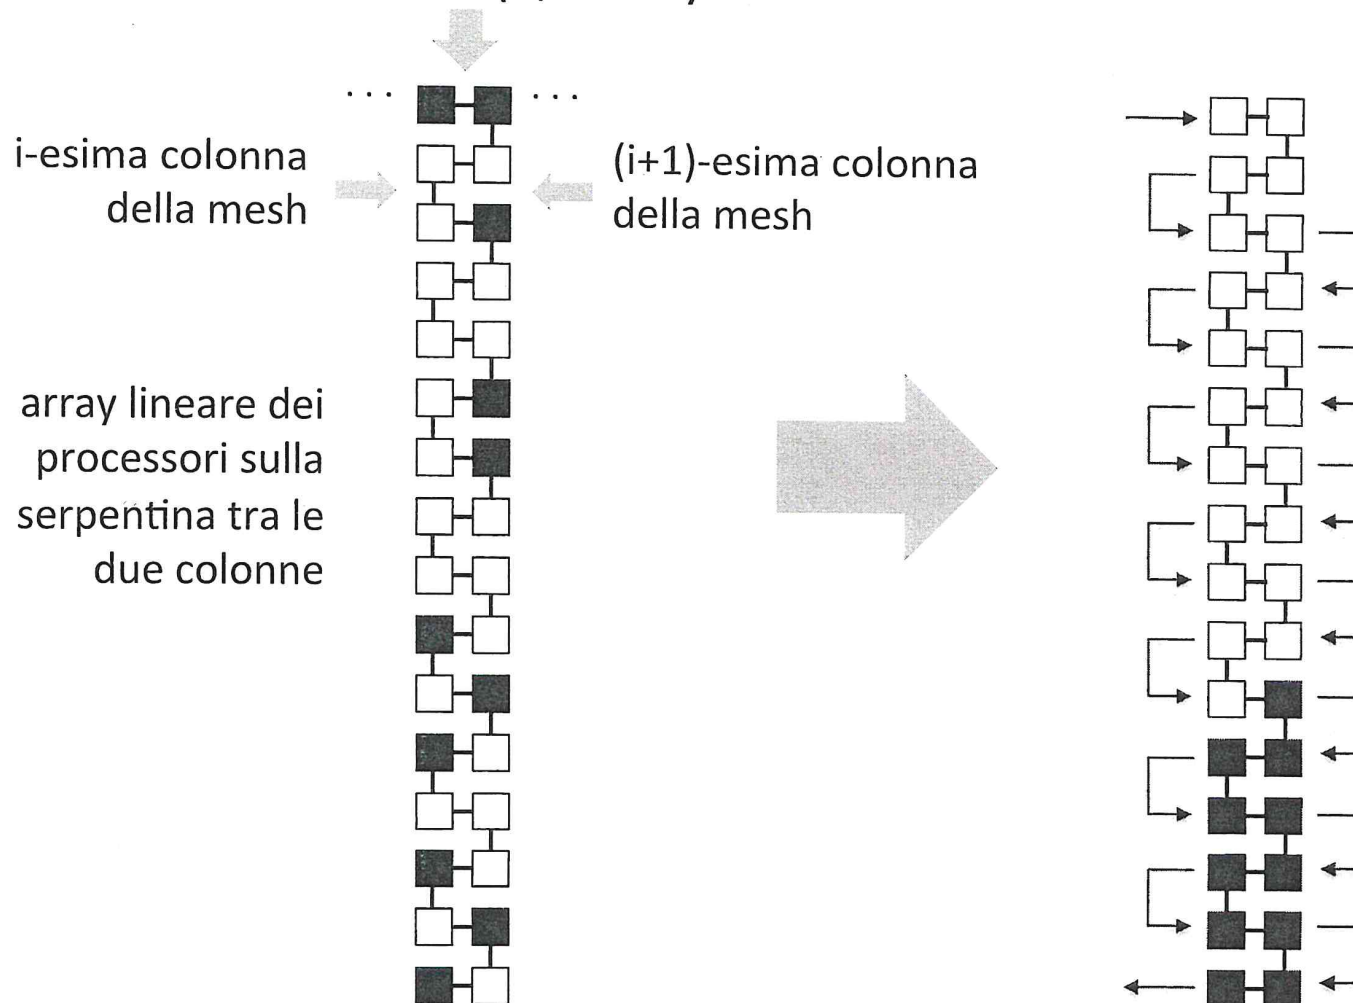 · · ·
· · ·
i-esima colonna
della mesh
(i+1)-esima colonna
della mesh
array lineare dei
processori sulla
serpentina tra le
due colonne